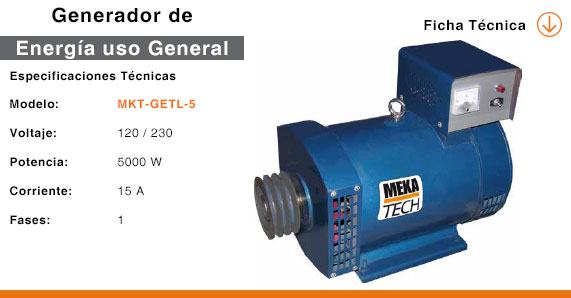 Generador de
Energía uso General
Ficha Técnica
Especificaciones Técnicas
Modelo: MKT-GETL-5
Voltaje: 120 / 230
Potencia: 5000 W
Corriente: 15 A
Fases: 1
MEKA
TECH